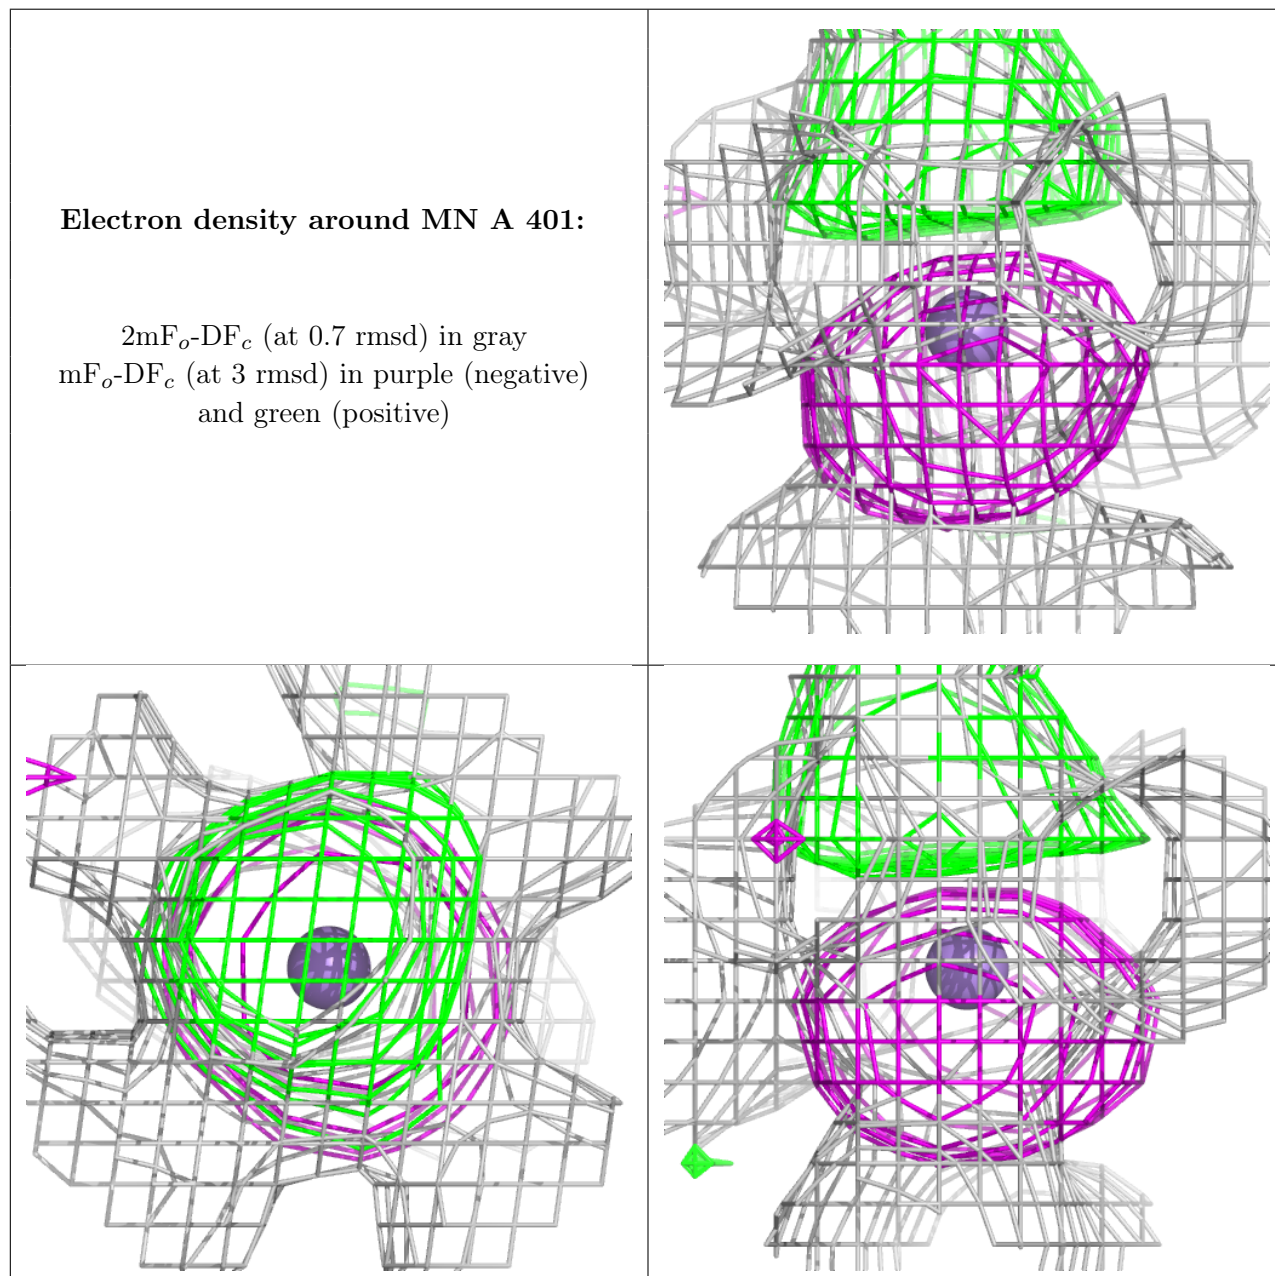 Electron density around MN A 401:
2mFo-DFc (at 0.7 rmsd) in gray
mFo-DFc (at 3 rmsd) in purple (negative)
and green (positive)